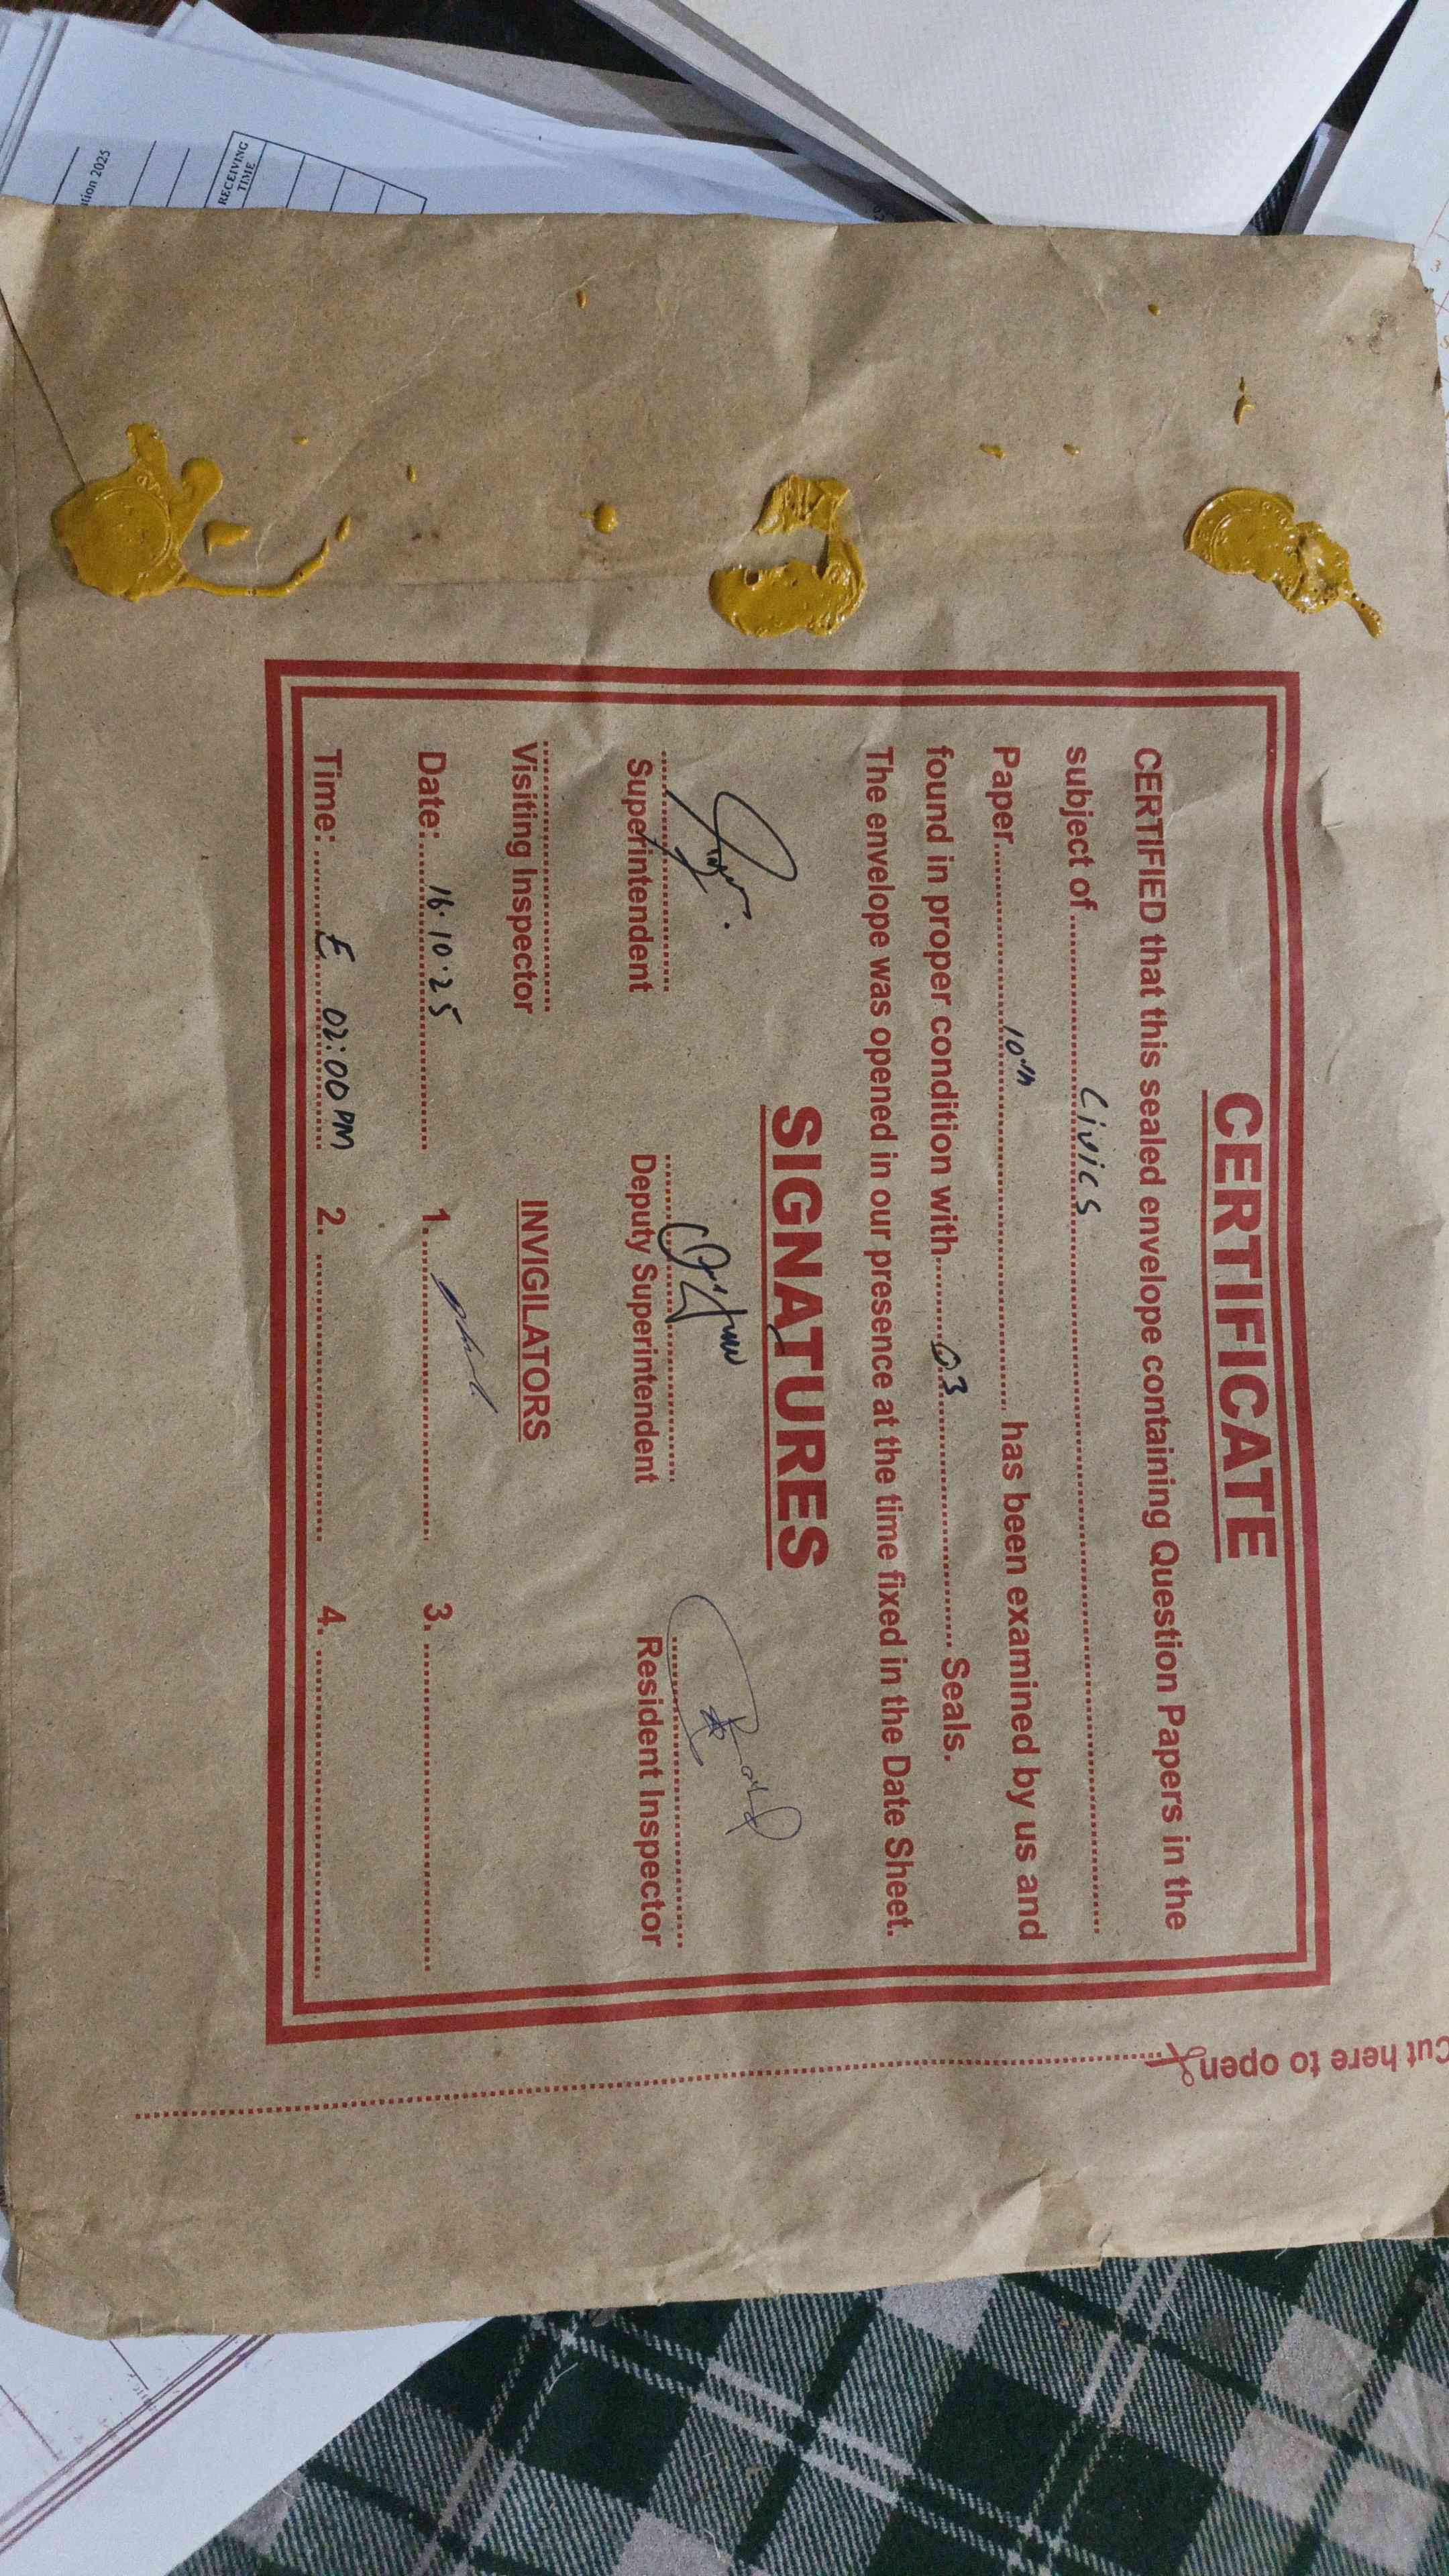 CERTIFICATE
CERTIFIED that this sealed envelope containing Question Papers in the
subject of Civics
Paper 10th has been examined by us and
found in proper condition with 03 Seals.
The envelope was opened in our presence at the time fixed in the Date Sheet.
SIGNATURES
Superintendent Deputy Superintendent Resident Inspector
Visiting Inspector INVIGILATORS
Date: 16.10.25 1. 3.
Time: E 02:00 PM 2. 4.
Cut here to open
RECEIVING
TIME
2025